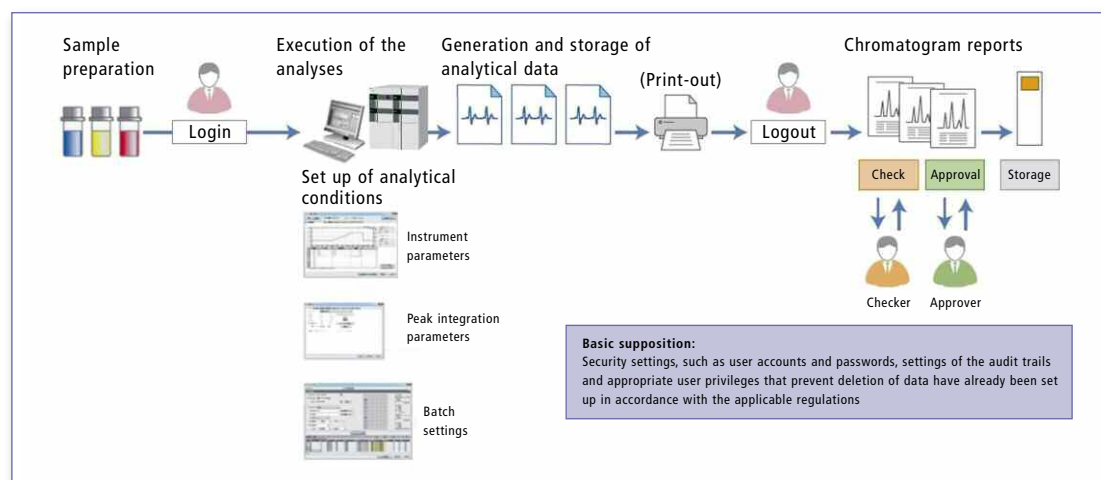 Sample
preparation
Login
Execution of the
analyses
Generation and storage of
analytical data
(Print-out)
Logout
Chromatogram reports
Check
Approval
Storage
Checker
Approver
Set up of analytical
conditions
Instrument
parameters
Peak integration
parameters
Batch
settings
Basic supposition:
Security settings, such as user accounts and passwords, settings of the audit trails
and appropriate user privileges that prevent deletion of data have already been set
up in accordance with the applicable regulations